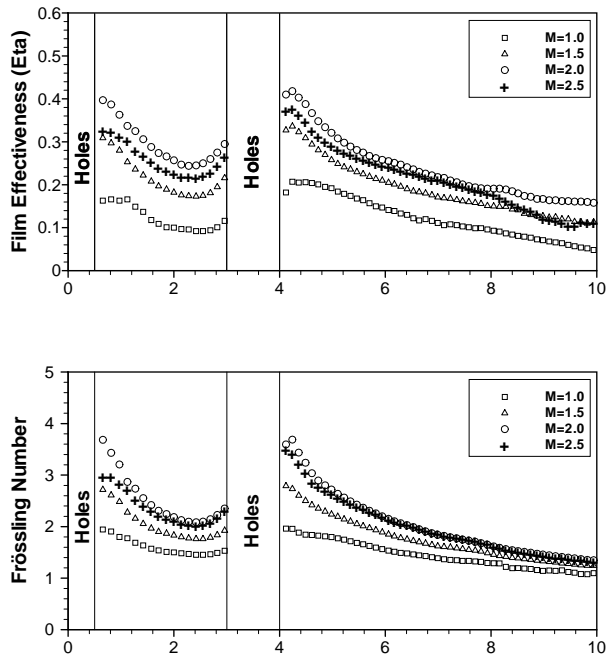 Film Effectiveness (Eta)
0.6
0.5
0.4
0.3
0.2
0.1
0
Holes
Holes
M=1.0
M=1.5
M=2.0
M=2.5
0 2 4 6 8 10
Frössling Number
5
4
3
2
1
0
Holes
Holes
M=1.0
M=1.5
M=2.0
M=2.5
0 2 4 6 8 10